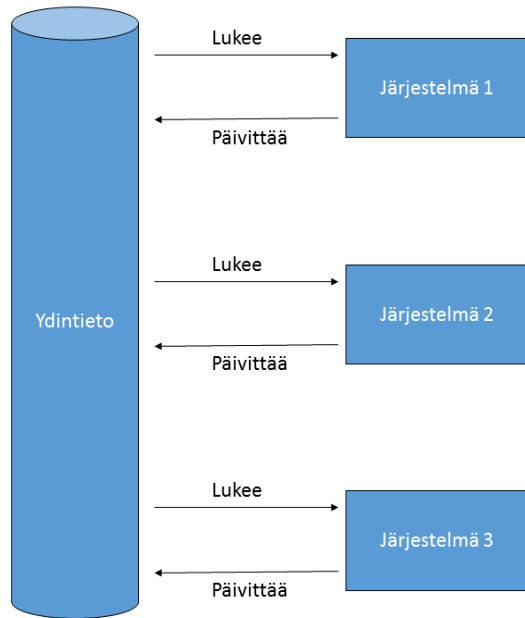 Lukee
Järjestelmä 1
Päivittää
Lukee
Ydintieto
Järjestelmä 2
Päivittää
Lukee
Järjestelmä 3
Päivittää